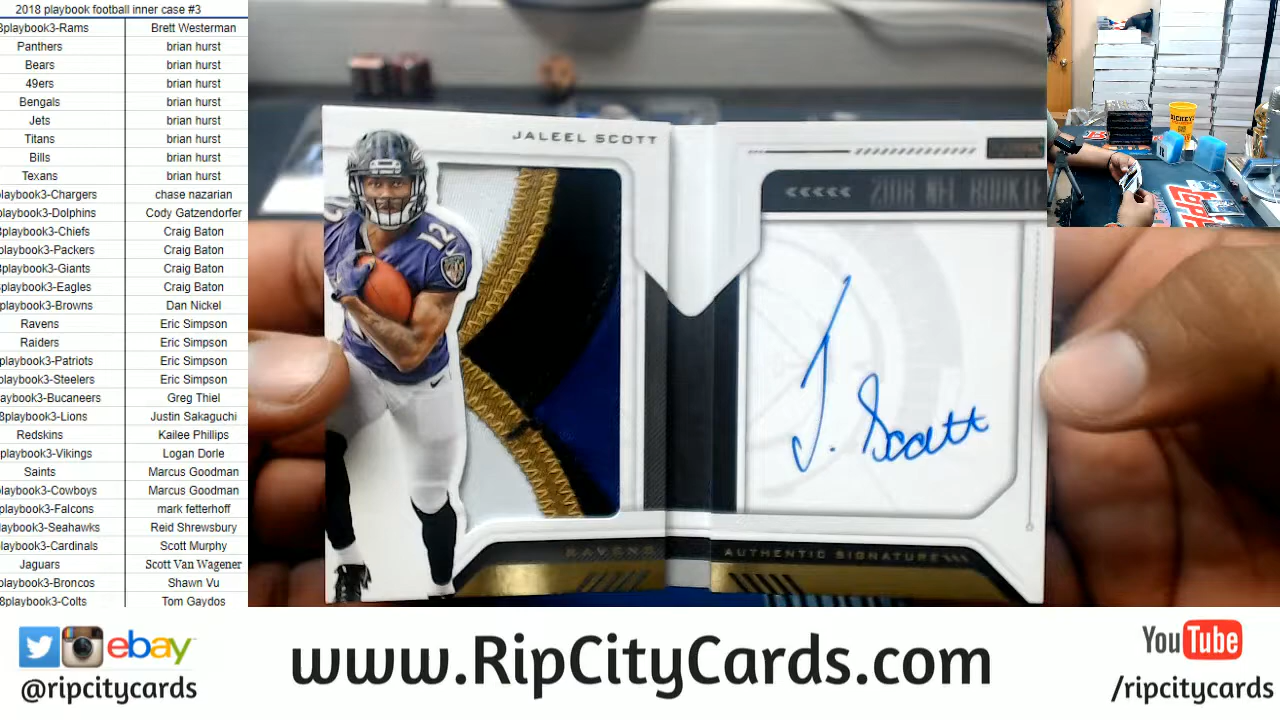 2018 playbook football inner case #3
8playbook3-Rams Brett Westerman
Panthers brian hurst
Bears brian hurst
49ers brian hurst
Bengals brian hurst
Jets brian hurst
Titans brian hurst
Bills brian hurst
Texans brian hurst
playbook3-Chargers chase nazarian
playbook3-Dolphins Cody Gatzendorfer
8playbook3-Chiefs Craig Baton
playbook3-Packers Craig Baton
8playbook3-Giants Craig Baton
8playbook3-Eagles Craig Baton
playbook3-Browns Dan Nickel
Ravens Eric Simpson
Raiders Eric Simpson
playbook3-Patriots Eric Simpson
playbook3-Steelers Eric Simpson
playbook3-Bucaneers Greg Thiel
8playbook3-Lions Justin Sakaguchi
Redskins Kailee Phillips
playbook3-Vikings Logan Dorle
Saints Marcus Goodman
playbook3-Cowboys Marcus Goodman
playbook3-Falcons mark fetterhoff
aybook3-Seahawks Reid Shrewsbury
playbook3-Cardinals Scott Murphy
Jaguars Scott Van Wagener
playbook3-Broncos Shawn Vu
8playbook3-Colts Tom Gaydos
JALEEL SCOTT
12
RAVENS
2018 NFL ROOKIE
J. Scott
AUTHENTIC SIGNATURE
ebay
@ripcitycards
www.RipCityCards.com
YouTube
/ripcitycards